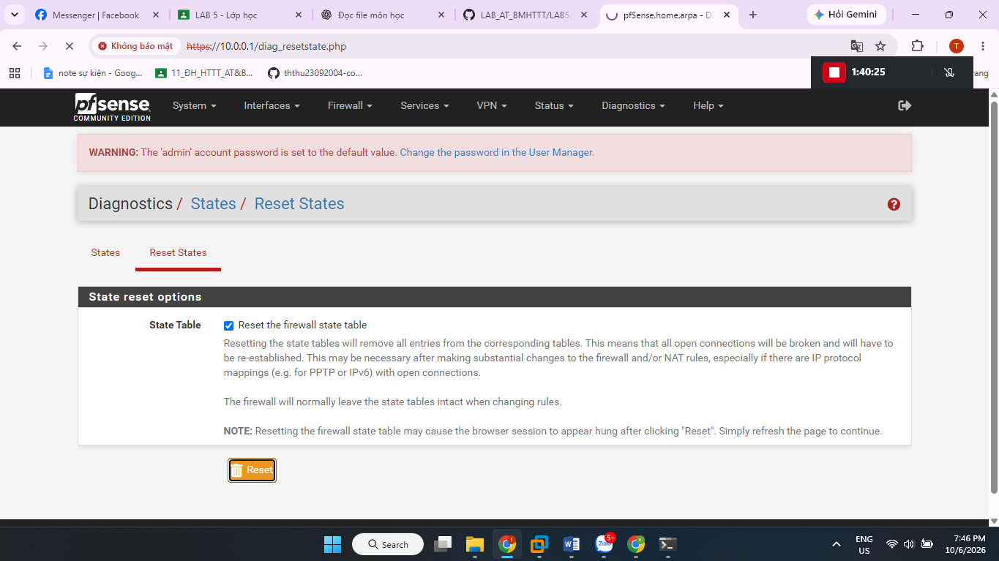 Messenger | Facebook
LAB 5 - Lớp học
Đọc file môn học
LAB_AT_BMHTTT/LAB5
pfSense.home.arpa - Di
Hỏi Gemini
Không bảo mật
https://10.0.0.1/diag_resetstate.php
T
note sự kiện - Goog...
11_ĐH_HTTT_AT&B...
ththu23092004-co...
1:40:25
rang
pfsense
COMMUNITY EDITION
System
Interfaces
Firewall
Services
VPN
Status
Diagnostics
Help
WARNING: The 'admin' account password is set to the default value. Change the password in the User Manager.
Diagnostics / States / Reset States
States
Reset States
State reset options
State Table
Reset the firewall state table
Resetting the state tables will remove all entries from the corresponding tables. This means that all open connections will be broken and will have to
be re-established. This may be necessary after making substantial changes to the firewall and/or NAT rules, especially if there are IP protocol
mappings (e.g. for PPTP or IPv6) with open connections.
The firewall will normally leave the state tables intact when changing rules.
NOTE: Resetting the firewall state table may cause the browser session to appear hung after clicking "Reset". Simply refresh the page to continue.
Reset
Search
Zalo
5+
ENG
US
7:46 PM
10/6/2026